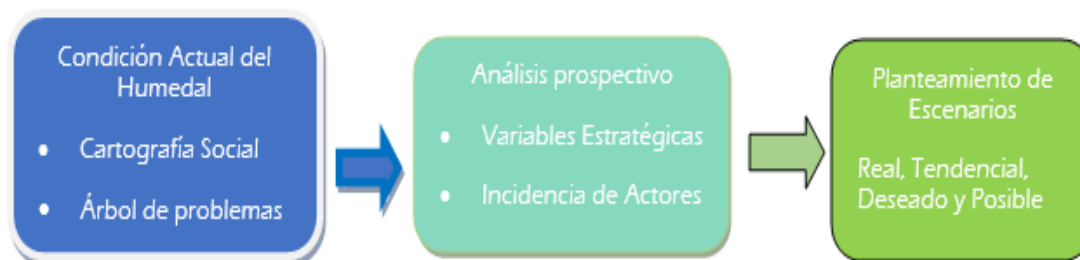 Condición Actual del
Humedal
• Cartografía Social
• Árbol de problemas
Análisis prospectivo
• Variables Estratégicas
• Incidencia de Actores
Planteamiento de
Escenarios
Real, Tendencial,
Deseado y Posible